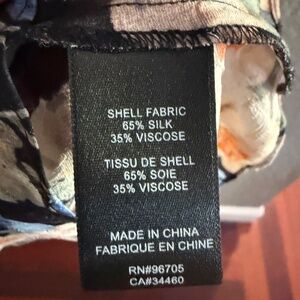 SHELL FABRIC
65% SILK
35% VISCOSE
TISSU DE SHELL
65% SOIE
35% VISCOSE
MADE IN CHINA
FABRIQUE EN CHINE
RN#96705
CA#34460